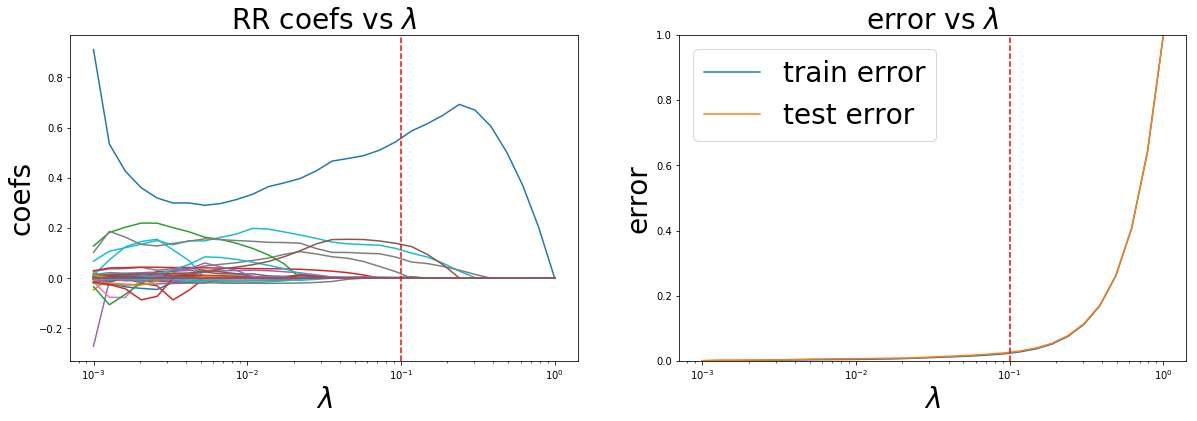 RR coefs vs λ
coefs
0.8
0.6
0.4
0.2
0.0
−0.2
10⁻³
10⁻²
10⁻¹
10⁰
λ
error vs λ
error
1.0
0.8
0.6
0.4
0.2
0.0
train error
test error
10⁻³
10⁻²
10⁻¹
10⁰
λ